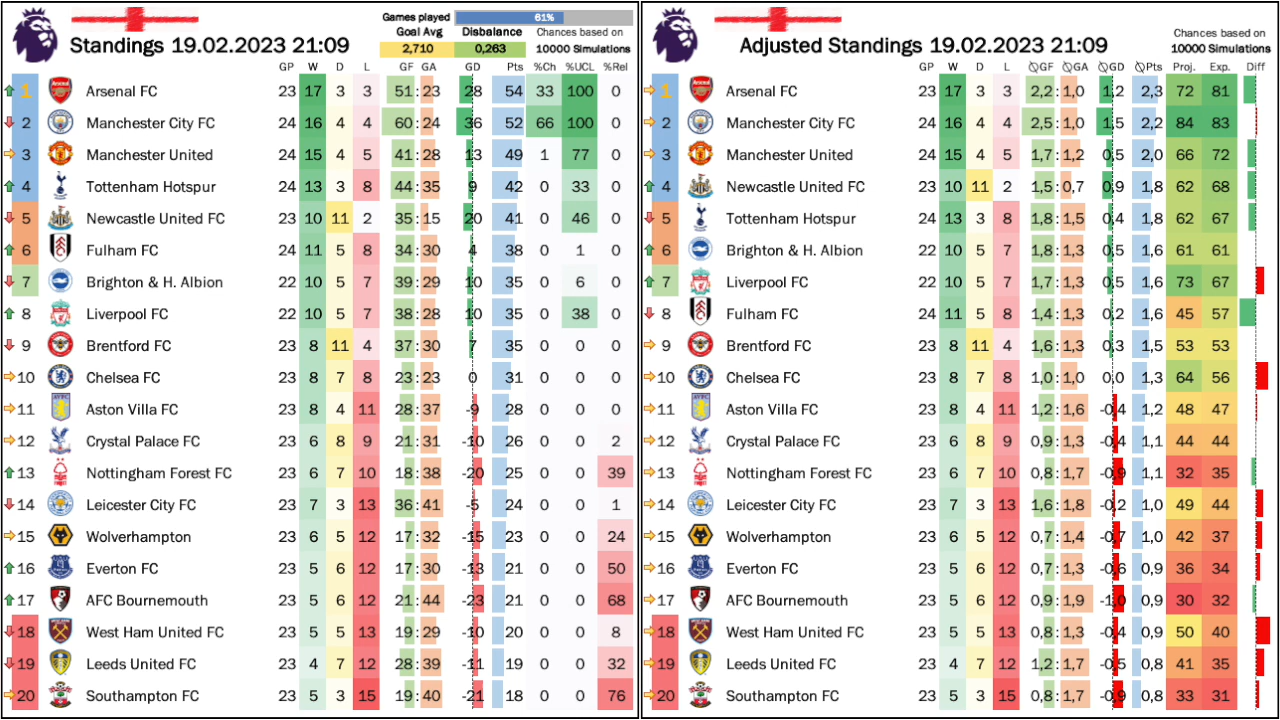 Games played 61%
Goal Avg Disbalance Chances based on
Standings 19.02.2023 21:09 2,710 0,263 10000 Simulations
GP W D L GF GA GD Pts %Ch %UCL %Rel
1 Arsenal FC 23 17 3 3 51:23 28 54 33 100 0
2 Manchester City FC 24 16 4 4 60:24 36 52 66 100 0
3 Manchester United 24 15 4 5 41:28 13 49 1 77 0
4 Tottenham Hotspur 24 13 3 8 44:35 9 42 0 33 0
5 Newcastle United FC 23 10 11 2 35:15 20 41 0 46 0
6 Fulham FC 24 11 5 8 34:30 4 38 0 1 0
7 Brighton & H. Albion 22 10 5 7 39:29 10 35 0 6 0
8 Liverpool FC 22 10 5 7 38:28 10 35 0 38 0
9 Brentford FC 23 8 11 4 37:30 7 35 0 0 0
10 Chelsea FC 23 8 7 8 23:23 0 31 0 0 0
11 Aston Villa FC 23 8 4 11 28:37 -9 28 0 0 0
12 Crystal Palace FC 23 6 8 9 21:31 -10 26 0 0 2
13 Nottingham Forest FC 23 6 7 10 18:38 -20 25 0 0 39
14 Leicester City FC 23 7 3 13 36:41 -5 24 0 0 1
15 Wolverhampton 23 6 5 12 17:32 -15 23 0 0 24
16 Everton FC 23 5 6 12 17:30 -13 21 0 0 50
17 AFC Bournemouth 23 5 6 12 21:44 -23 21 0 0 68
18 West Ham United FC 23 5 5 13 19:29 -10 20 0 0 8
19 Leeds United FC 23 4 7 12 28:39 -11 19 0 0 32
20 Southampton FC 23 5 3 15 19:40 -21 18 0 0 76
Chances based on
Adjusted Standings 19.02.2023 21:09 10000 Simulations
GP W D L ∅GF ∅GA ∅GD ∅Pts Proj. Exp. Diff
1 Arsenal FC 23 17 3 3 2,2:1,0 1,2 2,3 72 81
2 Manchester City FC 24 16 4 4 2,5:1,0 1,5 2,2 84 83
3 Manchester United 24 15 4 5 1,7:1,2 0,5 2,0 66 72
4 Newcastle United FC 23 10 11 2 1,5:0,7 0,9 1,8 62 68
5 Tottenham Hotspur 24 13 3 8 1,8:1,5 0,4 1,8 62 67
6 Brighton & H. Albion 22 10 5 7 1,8:1,3 0,5 1,6 61 61
7 Liverpool FC 22 10 5 7 1,7:1,3 0,5 1,6 73 67
8 Fulham FC 24 11 5 8 1,4:1,3 0,2 1,6 45 57
9 Brentford FC 23 8 11 4 1,6:1,3 0,3 1,5 53 53
10 Chelsea FC 23 8 7 8 1,0:1,0 0,0 1,3 64 56
11 Aston Villa FC 23 8 4 11 1,2:1,6 -0,4 1,2 48 47
12 Crystal Palace FC 23 6 8 9 0,9:1,3 -0,4 1,1 44 44
13 Nottingham Forest FC 23 6 7 10 0,8:1,7 -0,9 1,1 32 35
14 Leicester City FC 23 7 3 13 1,6:1,8 -0,2 1,0 49 44
15 Wolverhampton 23 6 5 12 0,7:1,4 -0,7 1,0 42 37
16 Everton FC 23 5 6 12 0,7:1,3 -0,6 0,9 36 34
17 AFC Bournemouth 23 5 6 12 0,9:1,9 -1,0 0,9 30 32
18 West Ham United FC 23 5 5 13 0,8:1,3 -0,4 0,9 50 40
19 Leeds United FC 23 4 7 12 1,2:1,7 -0,5 0,8 41 35
20 Southampton FC 23 5 3 15 0,8:1,7 -0,9 0,8 33 31